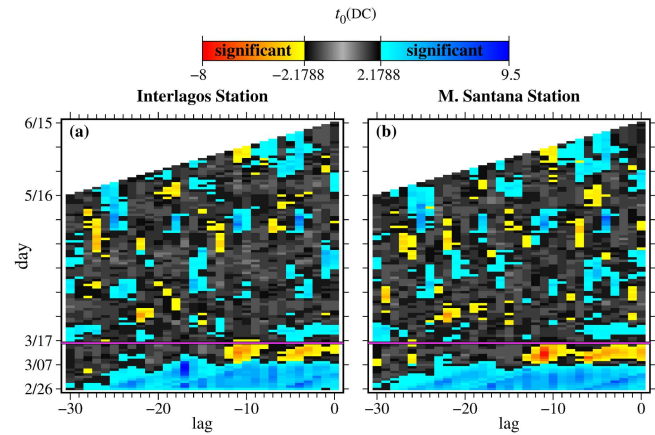 t0(DC)
significant significant
−8 −2.1788 2.1788 9.5
Interlagos Station M. Santana Station
(a) (b)
6/15
5/16
3/17
3/07
2/26
day
−30 −20 −10 0 −30 −20 −10 0
lag lag